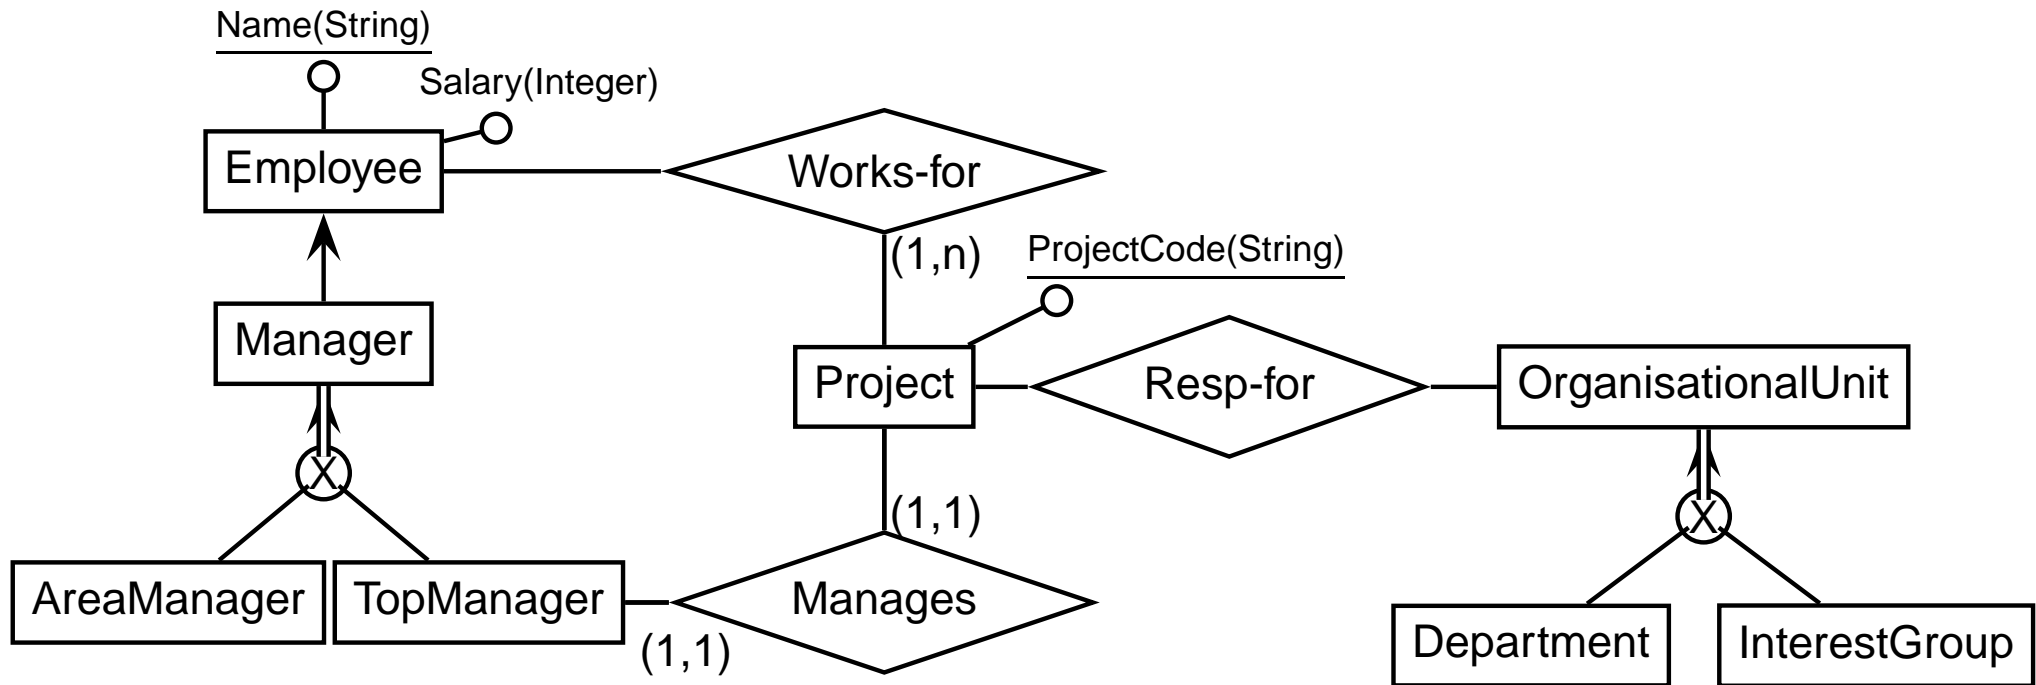 Name(String)
Salary(Integer)
Employee
Works-for
(1,n)
ProjectCode(String)
Manager
Project
Resp-for
OrganisationalUnit
X
(1,1)
X
AreaManager
TopManager
Manages
(1,1)
Department
InterestGroup